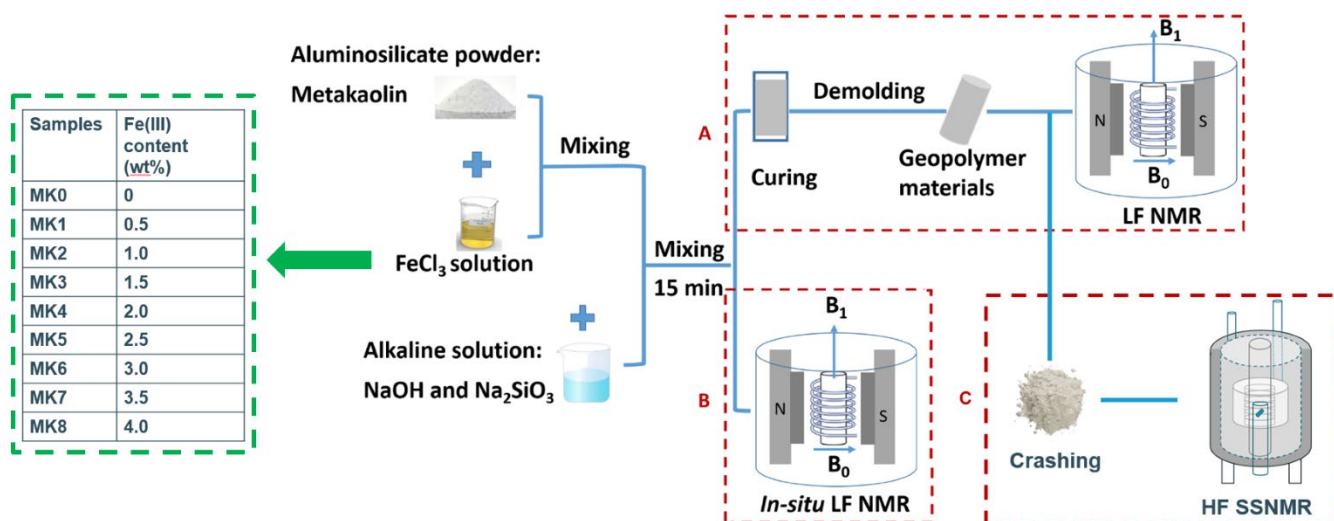 Samples Fe(III) content (wt%)
MK0 0
MK1 0.5
MK2 1.0
MK3 1.5
MK4 2.0
MK5 2.5
MK6 3.0
MK7 3.5
MK8 4.0
Aluminosilicate powder:
Metakaolin
FeCl₃ solution
Alkaline solution:
NaOH and Na₂SiO₃
Mixing
Mixing
15 min
A
Curing
Demolding
Geopolymer
materials
B₁
N
S
B₀
LF NMR
B
B₁
N
S
B₀
In-situ LF NMR
C
Crashing
HF SSNMR